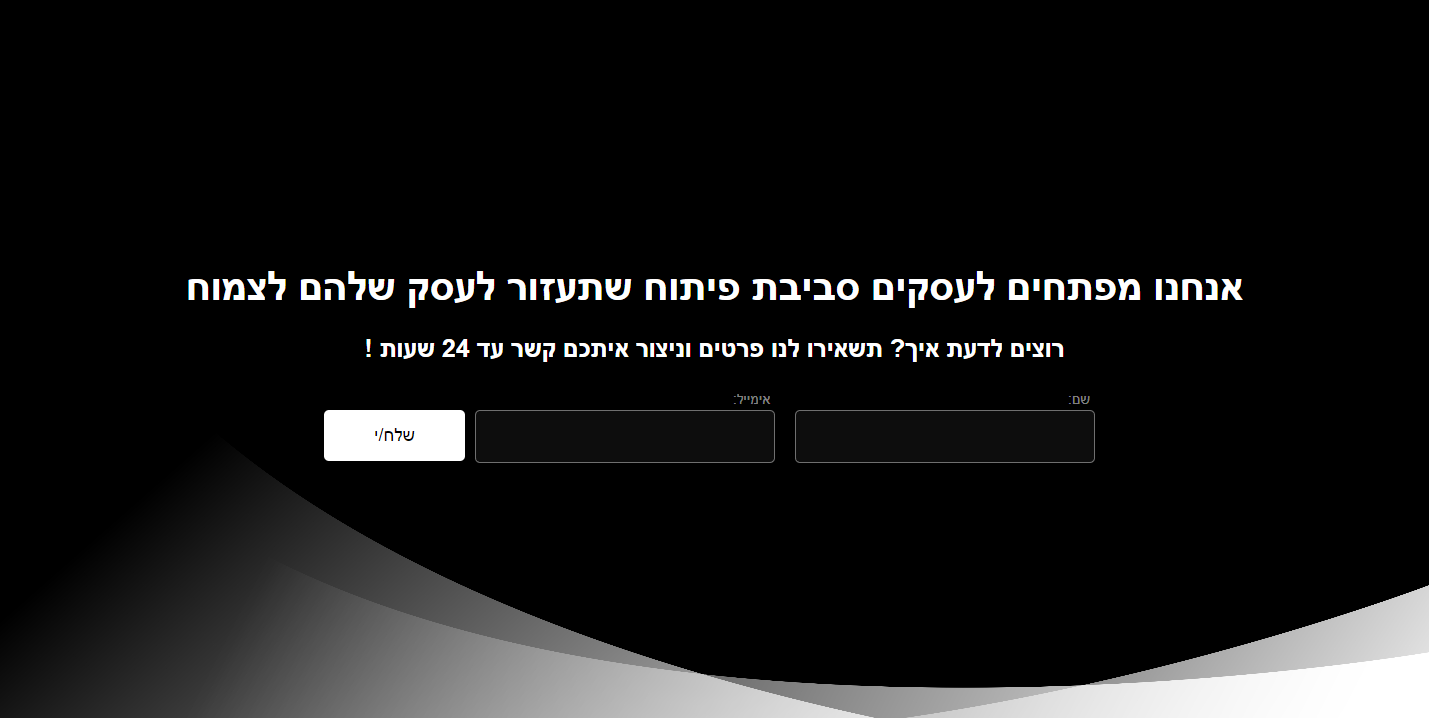 אנחנו מפתחים לעסקים סביבת פיתוח שתעזור לעסק שלהם לצמוח
רוצים לדעת איך? תשאירו לנו פרטים וניצור איתכם קשר עד 24 שעות !
שם:
אימייל:
שלח/י